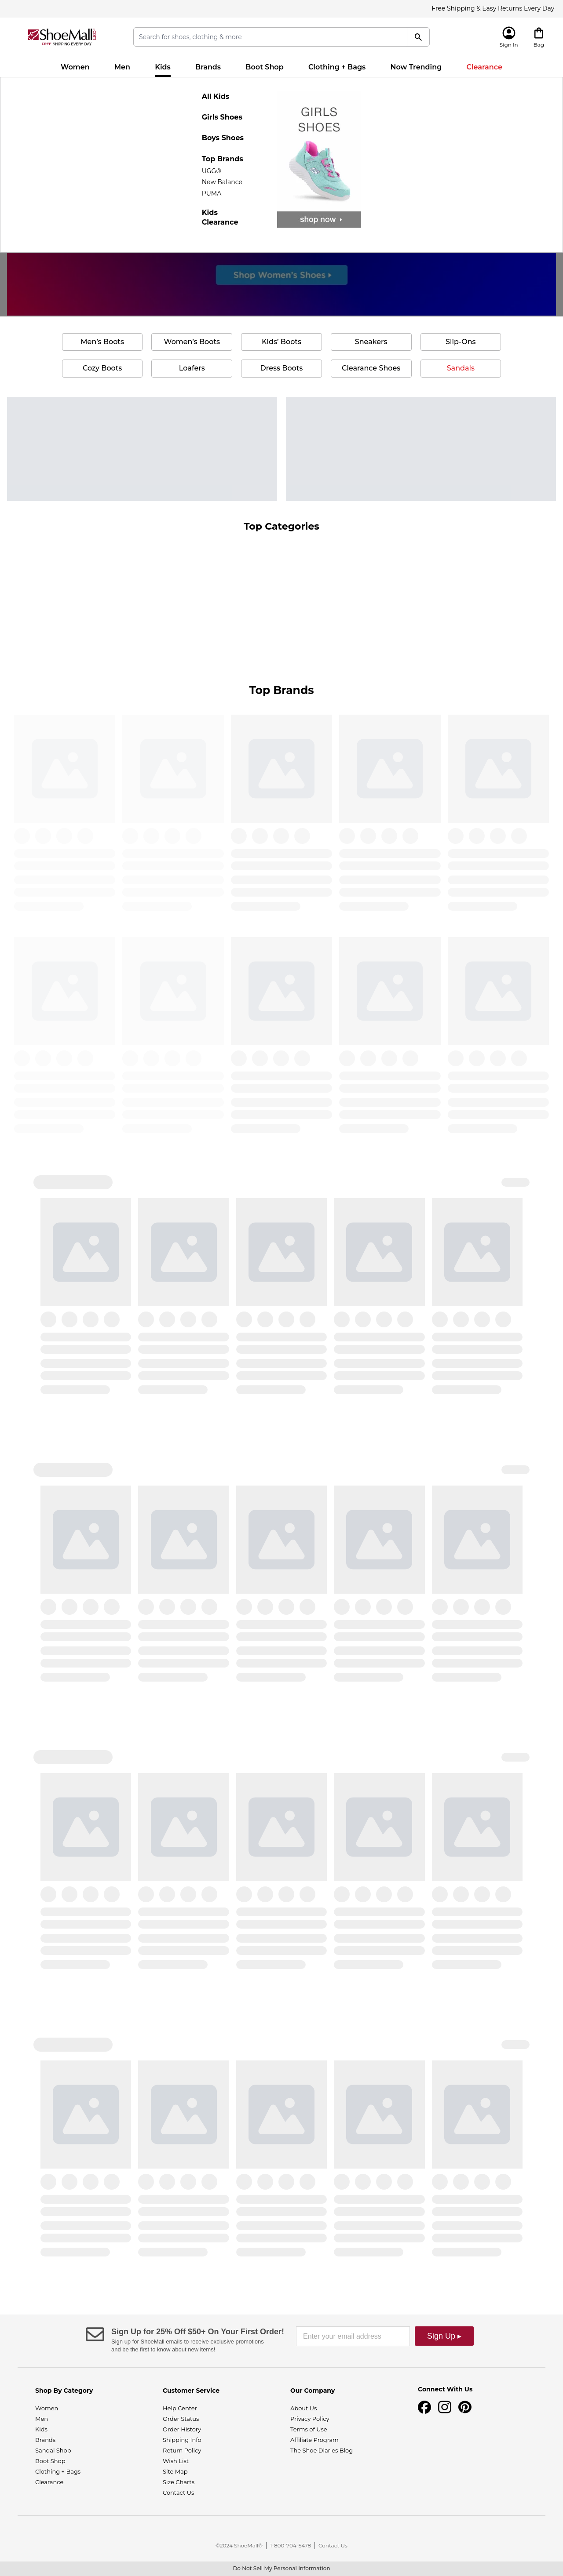 Free Shipping & Easy Returns Every Day
ShoeMall
FREE SHIPPING EVERY DAY
Search for shoes, clothing & more
Sign In
Bag
Women
Men
Kids
Brands
Boot Shop
Clothing + Bags
Now Trending
Clearance
All Kids
Girls Shoes
Boys Shoes
Top Brands
UGG®
New Balance
PUMA
Kids
Clearance
GIRLS
SHOES
shop now
Shop Women's Shoes
Men's Boots
Women's Boots
Kids' Boots
Sneakers
Slip-Ons
Cozy Boots
Loafers
Dress Boots
Clearance Shoes
Sandals
Top Categories
Top Brands
Sign Up for 25% Off $50+ On Your First Order!
Sign up for ShoeMall emails to receive exclusive promotions
and be the first to know about new items!
Enter your email address
Sign Up ▸
Shop By Category
Women
Men
Kids
Brands
Sandal Shop
Boot Shop
Clothing + Bags
Clearance
Customer Service
Help Center
Order Status
Order History
Shipping Info
Return Policy
Wish List
Site Map
Size Charts
Contact Us
Our Company
About Us
Privacy Policy
Terms of Use
Affiliate Program
The Shoe Diaries Blog
Connect With Us
©2024 ShoeMall®
1-800-704-5478
Contact Us
Do Not Sell My Personal Information